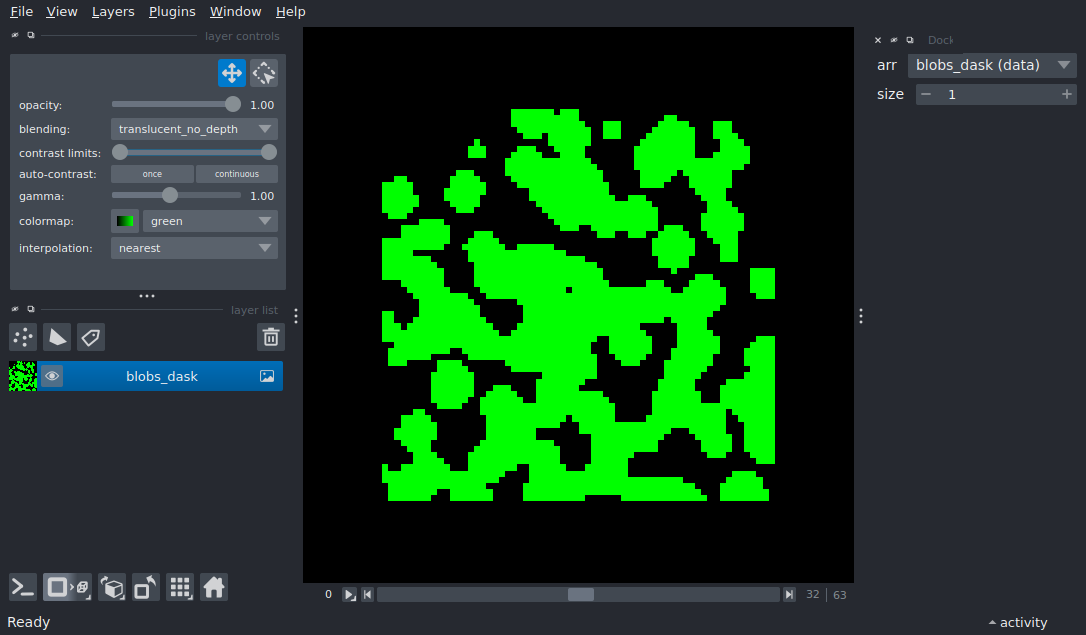 File View Layers Plugins Window Help
layer controls
opacity: 1.00
blending: translucent_no_depth
contrast limits:
auto-contrast: once continuous
gamma: 1.00
colormap: green
interpolation: nearest
layer list
blobs_dask
0 32 63
Ready
Dock
arr blobs_dask (data)
size 1
activity